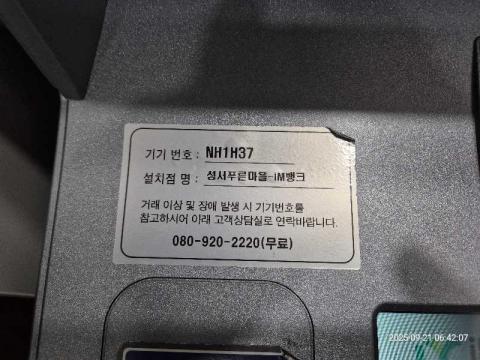 기기 번호 : NH1H37
설치점 명 : 성서푸른마을-iM뱅크
거래 이상 및 장애 발생 시 기기번호를
참고하시어 아래 고객상담실로 연락바랍니다.
080-920-2220(무료)
2025-09-21 06:42:07